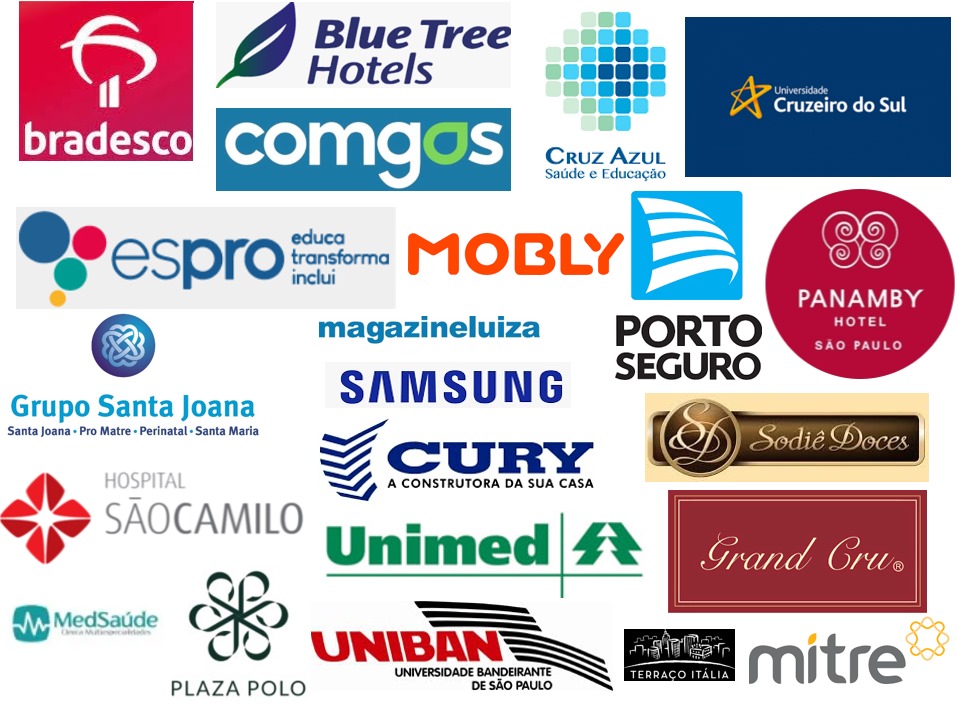 bradesco
Blue Tree
Hotels
comgas
CRUZ AZUL
Saúde e Educação
Universidade
Cruzeiro do Sul
espro
educa
transforma
inclui
MOBLY
PORTO
SEGURO
PANAMBY
HOTEL
SÃO PAULO
magazineluiza
SAMSUNG
Grupo Santa Joana
Santa Joana • Pro Matre • Perinatal • Santa Maria
CURY
A CONSTRUTORA DA SUA CASA
SD
Sodiê Doces
HOSPITAL
SÃOCAMILO
Unimed
Grand Cru®
MedSaúde
Clínica Multiespecialidades
PLAZA POLO
UNIBAN
UNIVERSIDADE BANDEIRANTE
DE SÃO PAULO
TERRAÇO ITÁLIA
mitre